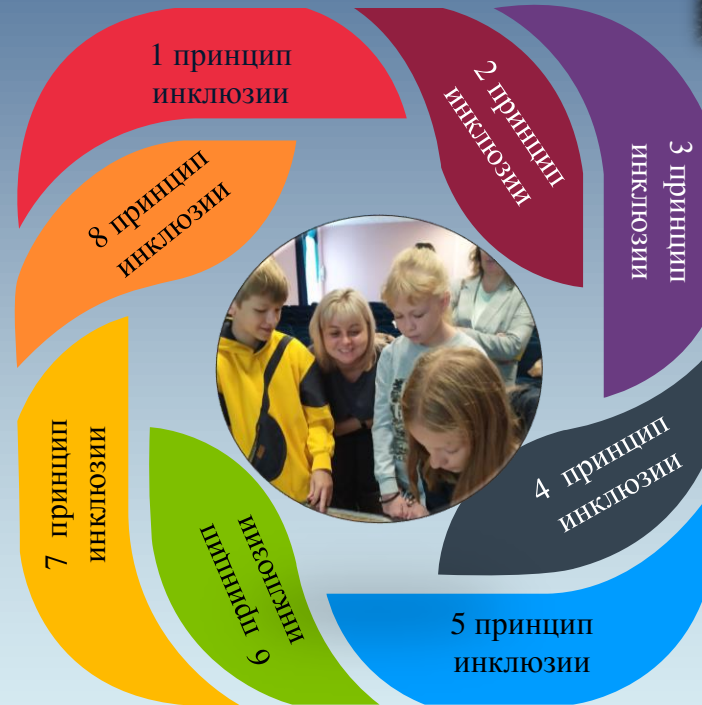 1 принцип
инклюзии
2 принцип
инклюзии
3 принцип
инклюзии
4 принцип
инклюзии
5 принцип
инклюзии
6 принцип
инклюзии
7 принцип
инклюзии
8 принцип
инклюзии